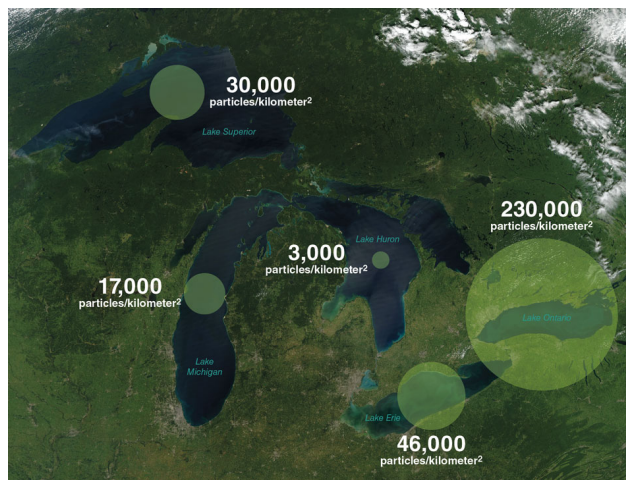 30,000
particles/kilometer²
Lake Superior
230,000
particles/kilometer²
Lake Huron
3,000
particles/kilometer²
17,000
particles/kilometer²
Lake Ontario
Lake
Michigan
Lake Erie
46,000
particles/kilometer²